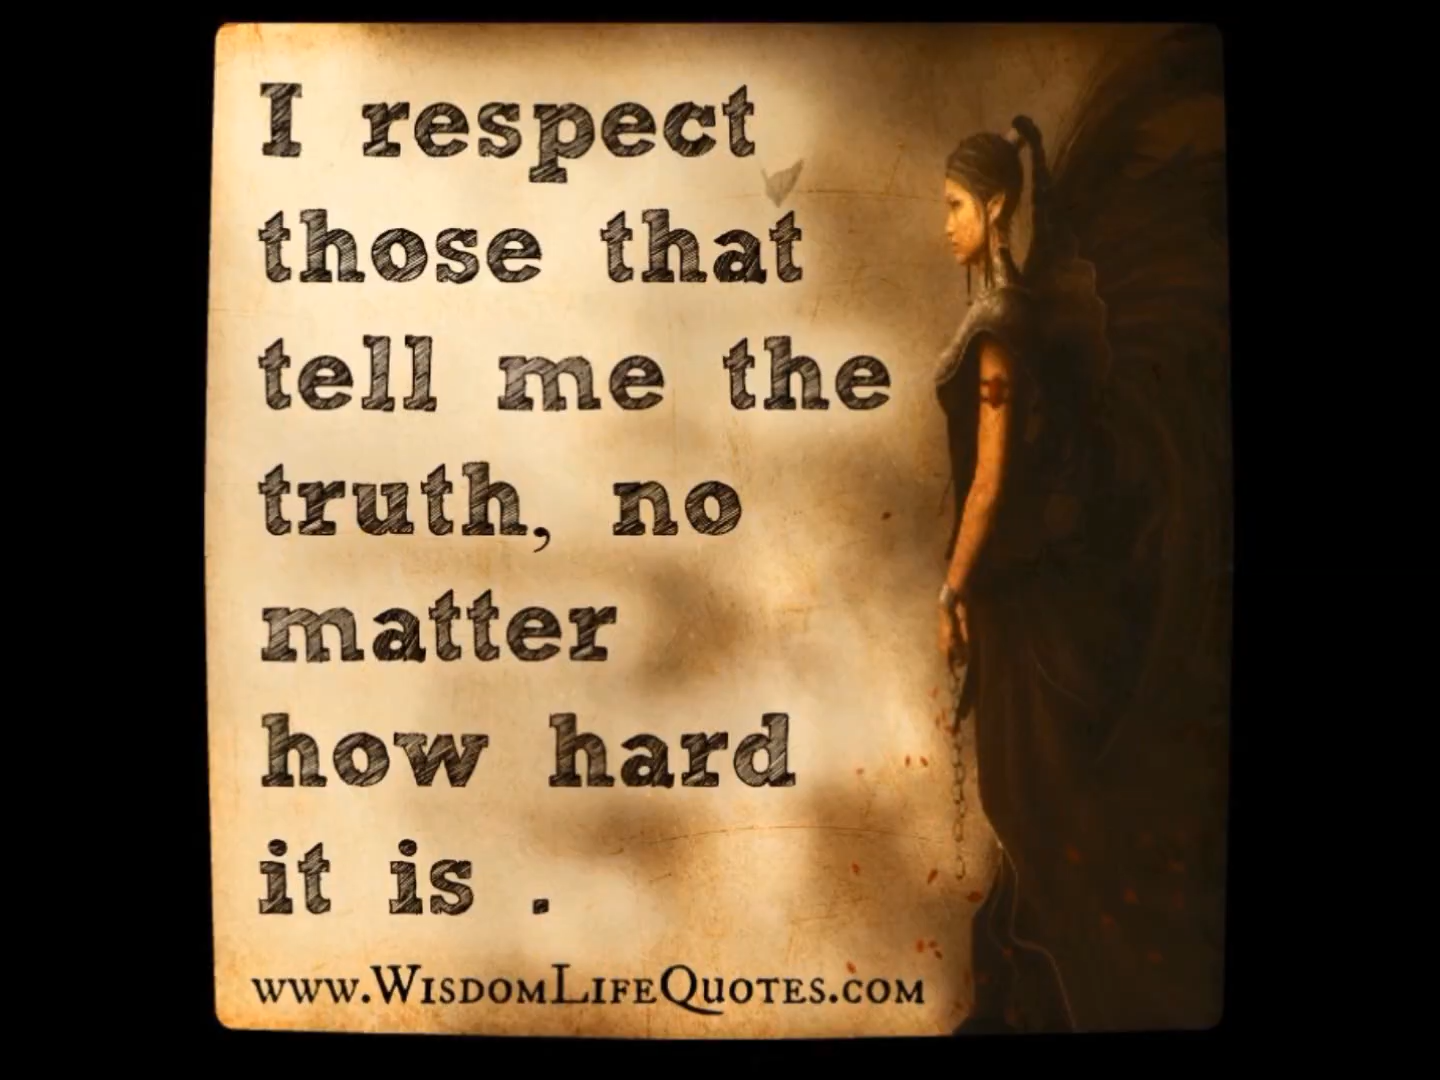 I respect
those that
tell me the
truth, no
matter
how hard
it is .
www.WisdomLifeQuotes.com